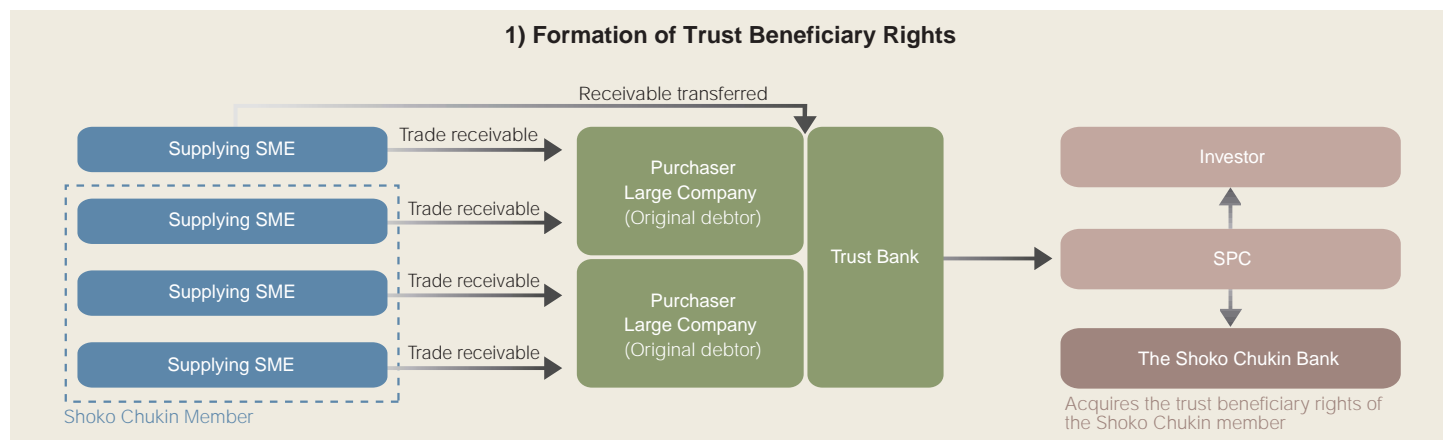 1) Formation of Trust Beneficiary Rights
Receivable transferred
Supplying SME
Trade receivable
Supplying SME
Trade receivable
Supplying SME
Trade receivable
Supplying SME
Trade receivable
Shoko Chukin Member
Purchaser
Large Company
(Original debtor)
Purchaser
Large Company
(Original debtor)
Trust Bank
Investor
SPC
The Shoko Chukin Bank
Acquires the trust beneficiary rights of
the Shoko Chukin member